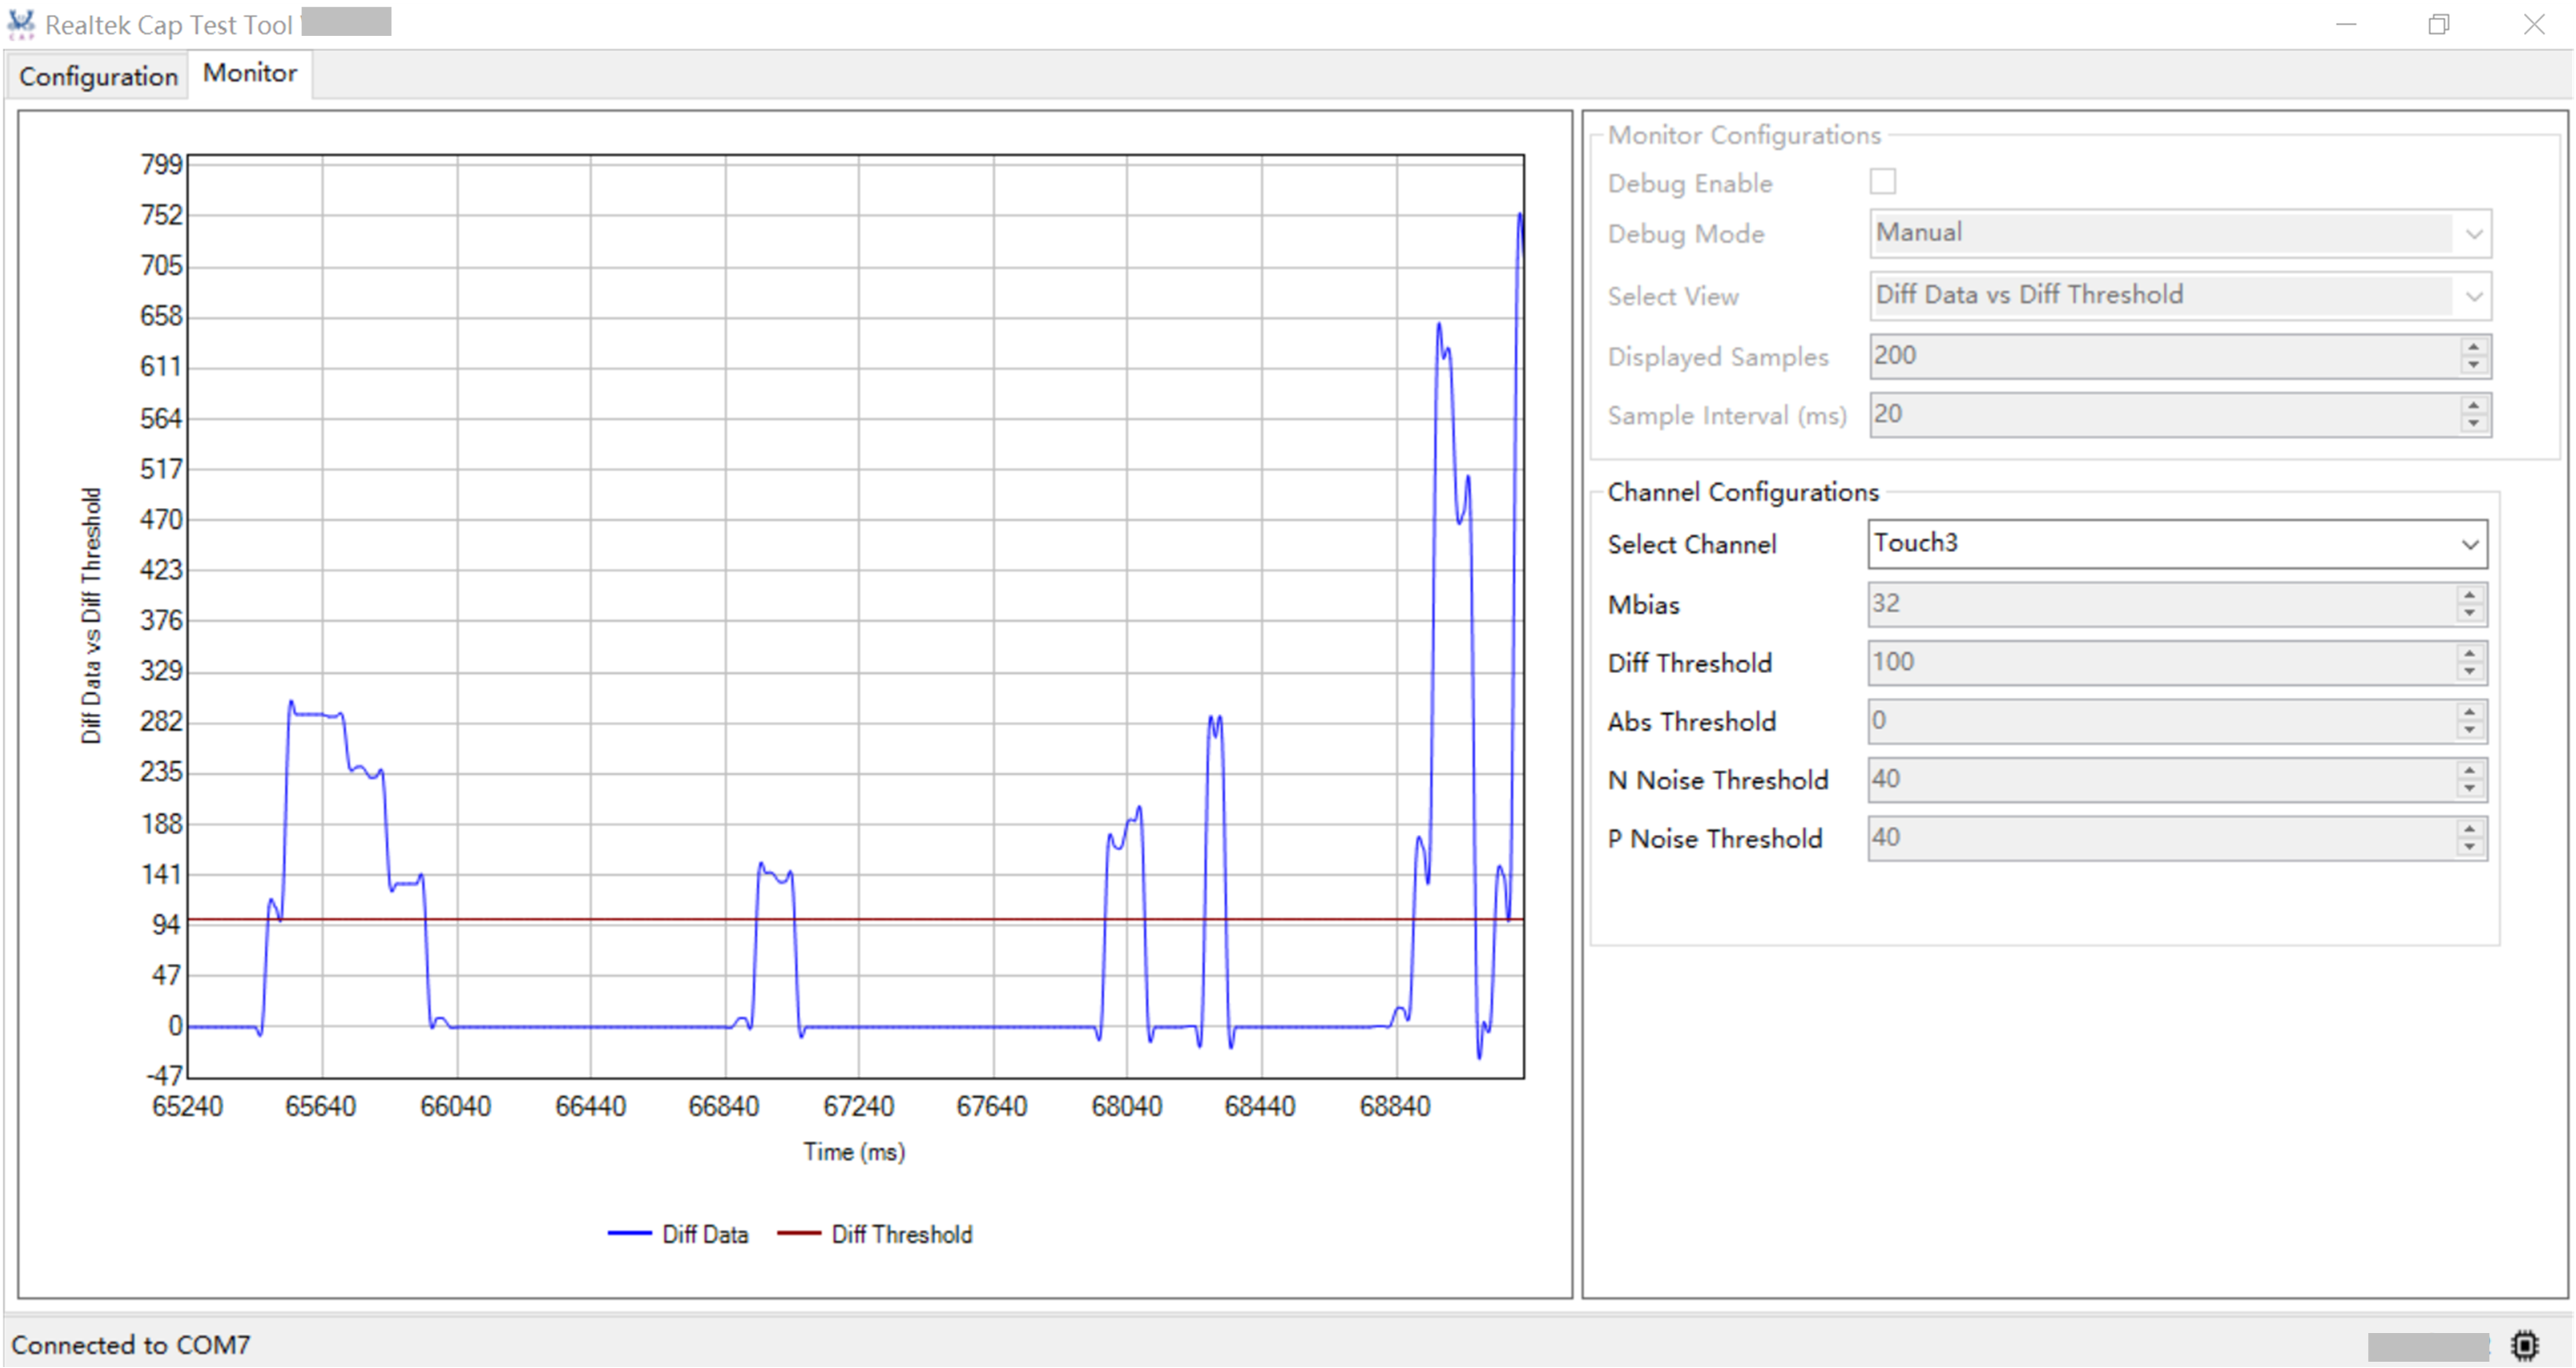 Realtek Cap Test Tool
Configuration
Monitor
799
752
705
658
611
564
517
470
423
376
329
282
235
188
141
94
47
0
-47
Diff Data vs Diff Threshold
65240 65640 66040 66440 66840 67240 67640 68040 68440 68840
Time (ms)
Diff Data
Diff Threshold
Monitor Configurations
Debug Enable
Debug Mode Manual
Select View Diff Data vs Diff Threshold
Displayed Samples 200
Sample Interval (ms) 20
Channel Configurations
Select Channel Touch3
Mbias 32
Diff Threshold 100
Abs Threshold 0
N Noise Threshold 40
P Noise Threshold 40
Connected to COM7